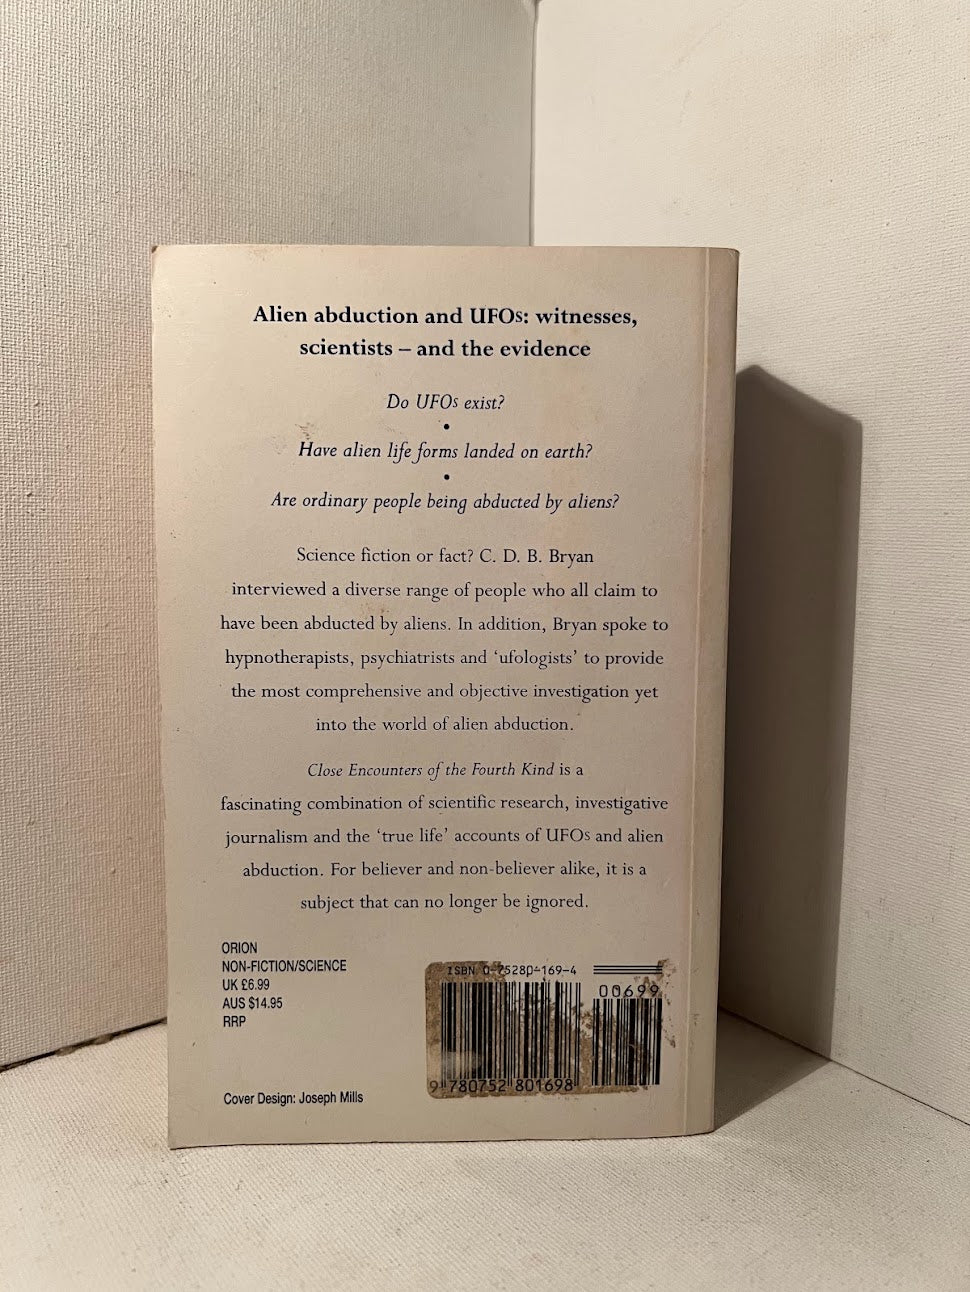 Alien abduction and UFOs: witnesses,
scientists – and the evidence
Do UFOs exist?
•
Have alien life forms landed on earth?
•
Are ordinary people being abducted by aliens?
Science fiction or fact? C. D. B. Bryan
interviewed a diverse range of people who all claim to
have been abducted by aliens. In addition, Bryan spoke to
hypnotherapists, psychiatrists and ‘ufologists’ to provide
the most comprehensive and objective investigation yet
into the world of alien abduction.
Close Encounters of the Fourth Kind is a
fascinating combination of scientific research, investigative
journalism and the ‘true life’ accounts of UFOs and alien
abduction. For believer and non-believer alike, it is a
subject that can no longer be ignored.
ORION
NON-FICTION/SCIENCE
UK £6.99
AUS $14.95
RRP
ISBN 0-75280-169-4
00699
9 780752 801698
Cover Design: Joseph Mills